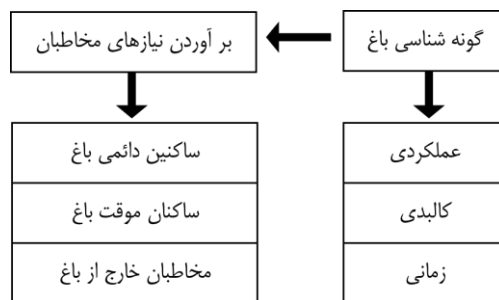 گونه شناسی باغ
بر آوردن نیازهای مخاطبان
عملکردی
کالبدی
زمانی
ساکنین دائمی باغ
ساکنان موقت باغ
مخاطبان خارج از باغ